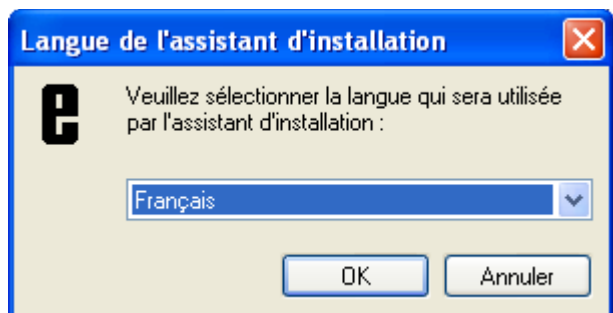 Langue de l'assistant d'installation
e
Veuillez sélectionner la langue qui sera utilisée
par l'assistant d'installation :
Français
OK Annuler